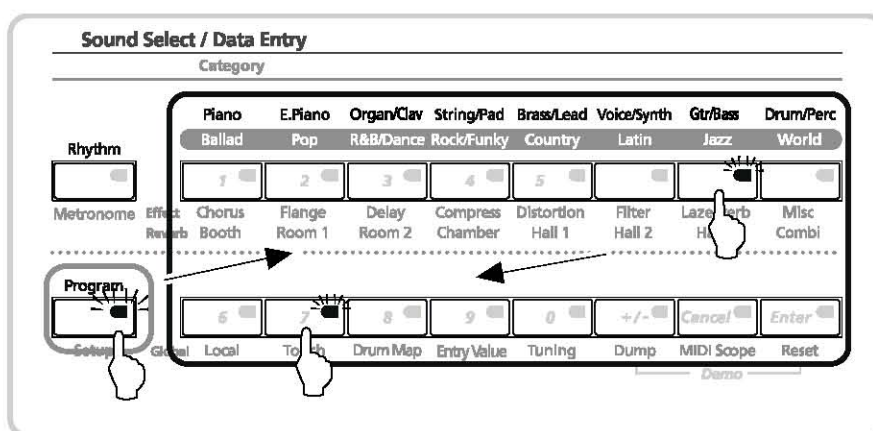 Sound Select / Data Entry
Category
Piano E.Piano Organ/Clav String/Pad Brass/Lead Voice/Synth Gtr/Bass Drum/Perc
Rhythm Ballad Pop R&B/Dance Rock/Funky Country Latin Jazz World
1 2 3 4 5
Metronome Effect Chorus Flange Delay Compress Distortion Filter Misc
Reverb Booth Room 1 Room 2 Chamber Hall 1 Hall 2 Combi
Program
6 7 8 9 0 +/- Cancel Enter
Setup Global Local Touch Drum Map Entry Value Tuning Dump MIDI Scope Reset
Demo